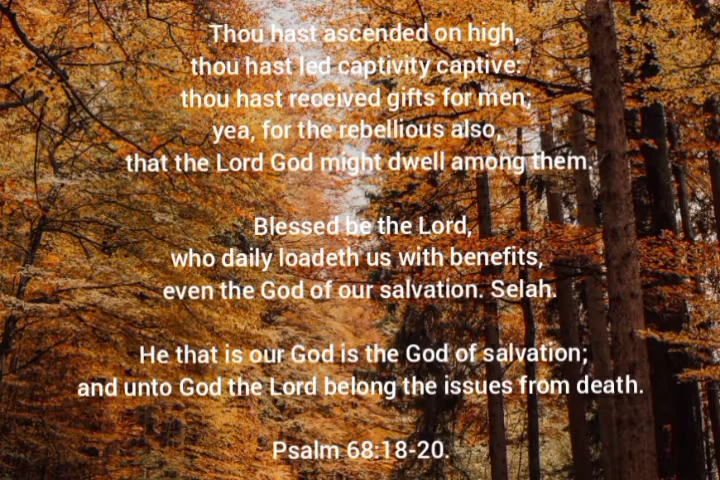 Thou hast ascended on high,
thou hast led captivity captive:
thou hast received gifts for men;
yea, for the rebellious also,
that the Lord God might dwell among them.
Blessed be the Lord,
who daily loadeth us with benefits,
even the God of our salvation. Selah.
He that is our God is the God of salvation;
and unto God the Lord belong the issues from death.
Psalm 68:18-20.